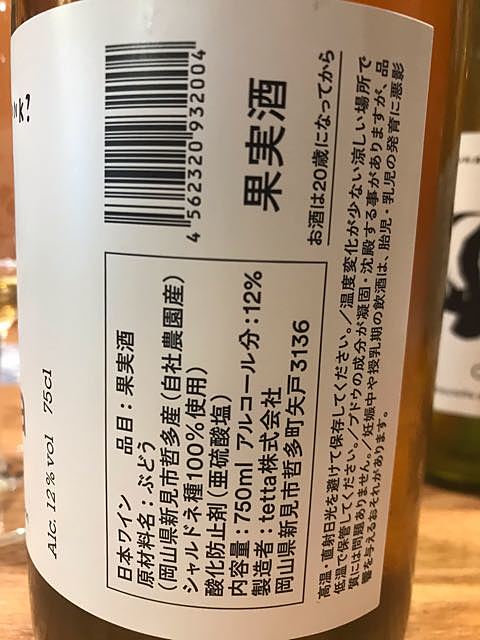 NK?
Alc. 12% vol 75cl
4 562320 932004
果実酒
お酒は20歳になってから
日本ワイン 品目：果実酒
原材料名：ぶどう
（岡山県新見市哲多産（自社農園産）
シャルドネ種100%使用）
酸化防止剤（亜硫酸塩）
内容量：750ml アルコール分：12%
製造者：tetta株式会社
岡山県新見市哲多町矢戸3136
高温・直射日光を避けて保存してください。／温度変化が少ない涼しい場所で
低温で保管してください。／ブドウの成分が凝固・沈殿する事がありますが、品
質には問題ありません。／妊娠中や授乳期の飲酒は、胎児・乳児の発育に悪影
響を与えるおそれがあります。